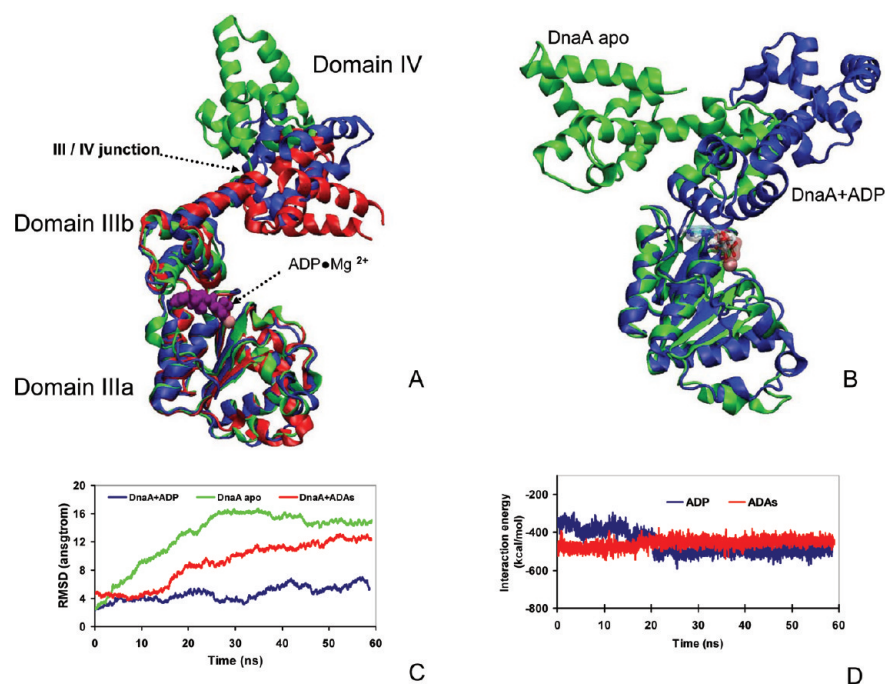 Domain IV
III / IV junction
Domain IIIb
ADP●Mg 2+
Domain IIIa
A
DnaA apo
DnaA+ADP
B
20
16
12
8
4
0
RMSD (ansgtrom)
DnaA+ADP DnaA apo DnaA+ADAs
0 10 20 30 40 50 60
Time (ns)
C
-200
-400
-600
-800
Interaction energy
(kcal/mol)
ADP ADAs
0 10 20 30 40 50 60
Time (ns)
D